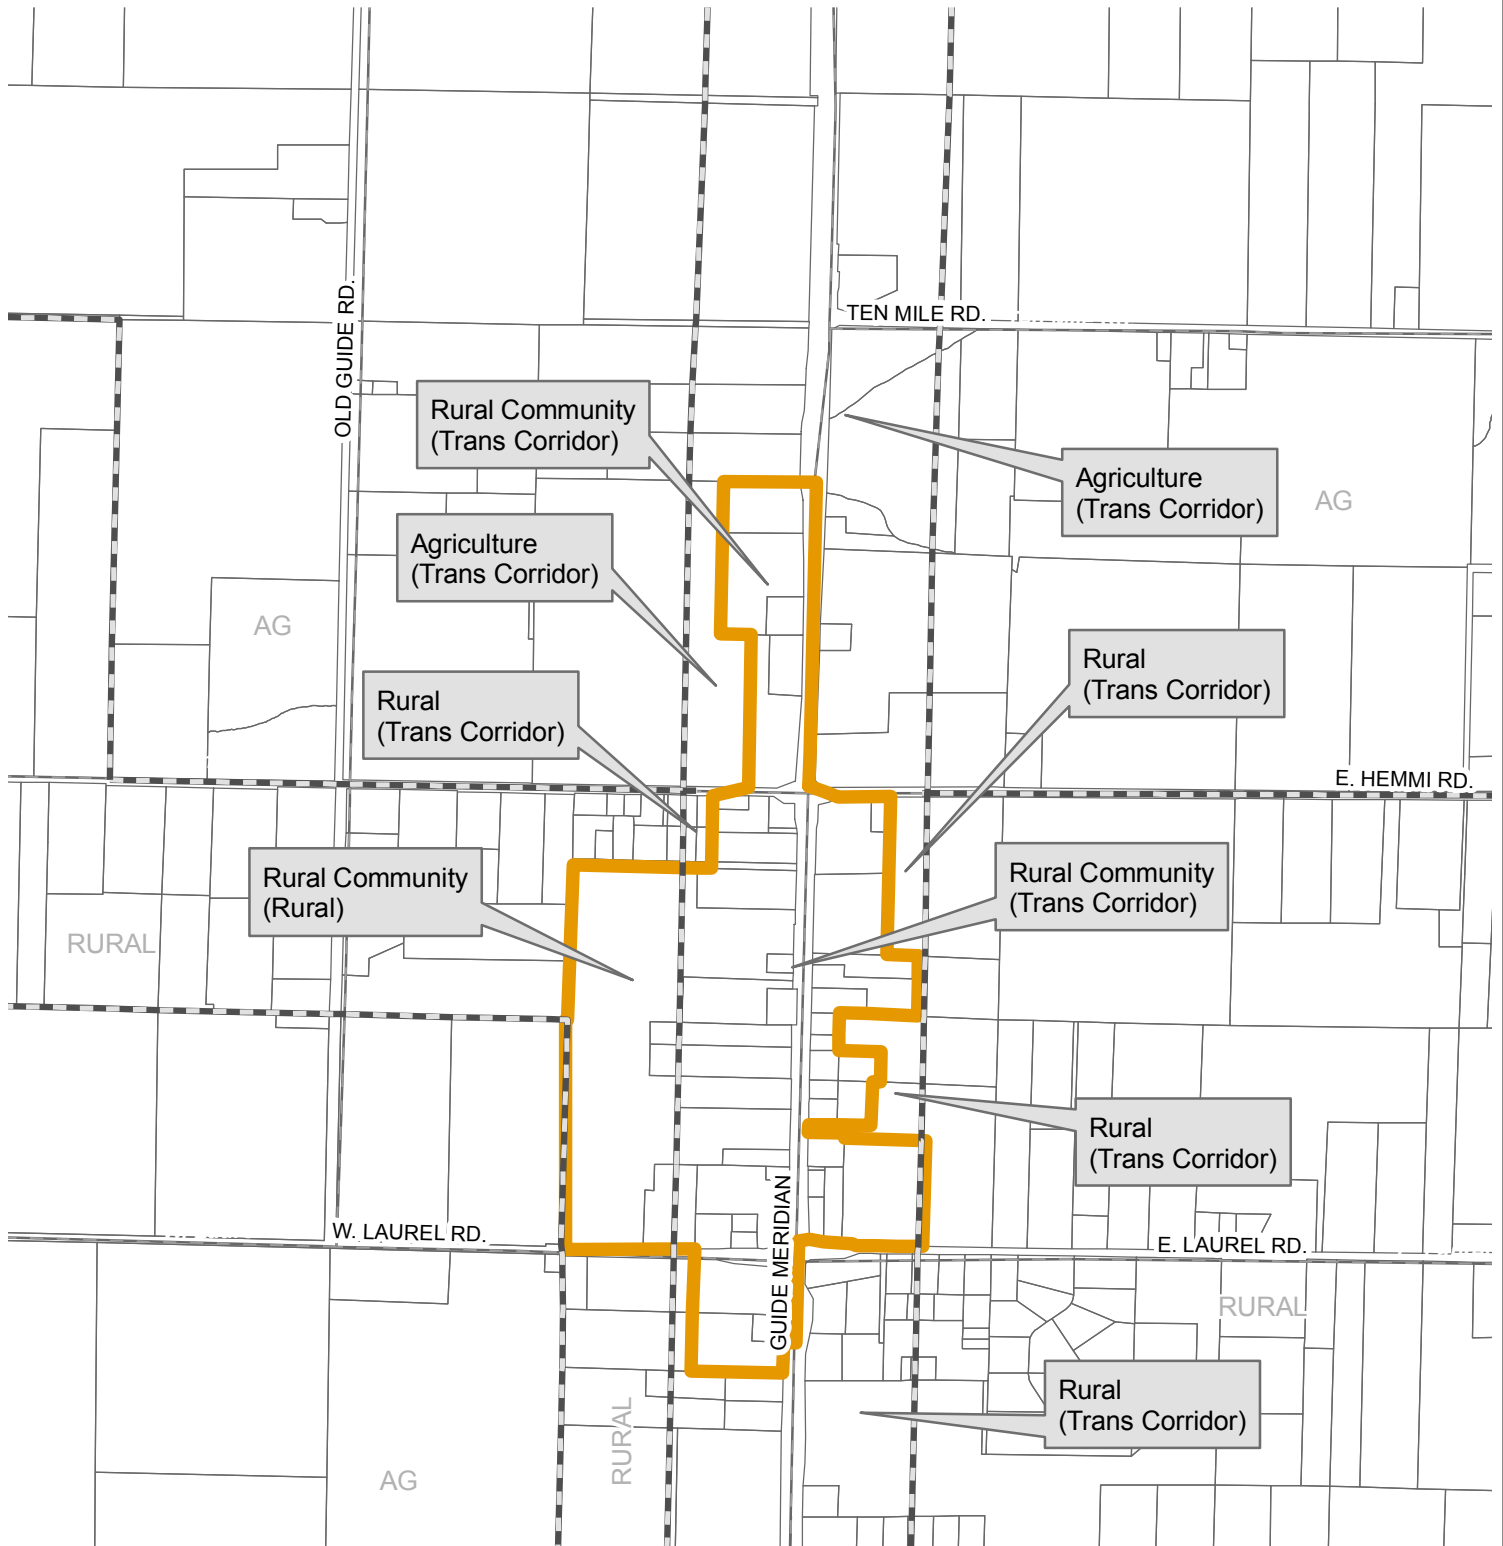 TEN MILE RD.
OLD GUIDE RD.
Rural Community
(Trans Corridor)
Agriculture
(Trans Corridor)
AG
Agriculture
(Trans Corridor)
AG
Rural
(Trans Corridor)
Rural
(Trans Corridor)
E. HEMMI RD.
Rural Community
(Rural)
Rural Community
(Trans Corridor)
RURAL
Rural
(Trans Corridor)
GUIDE MERIDIAN
W. LAUREL RD.
E. LAUREL RD.
RURAL
Rural
(Trans Corridor)
RURAL
AG